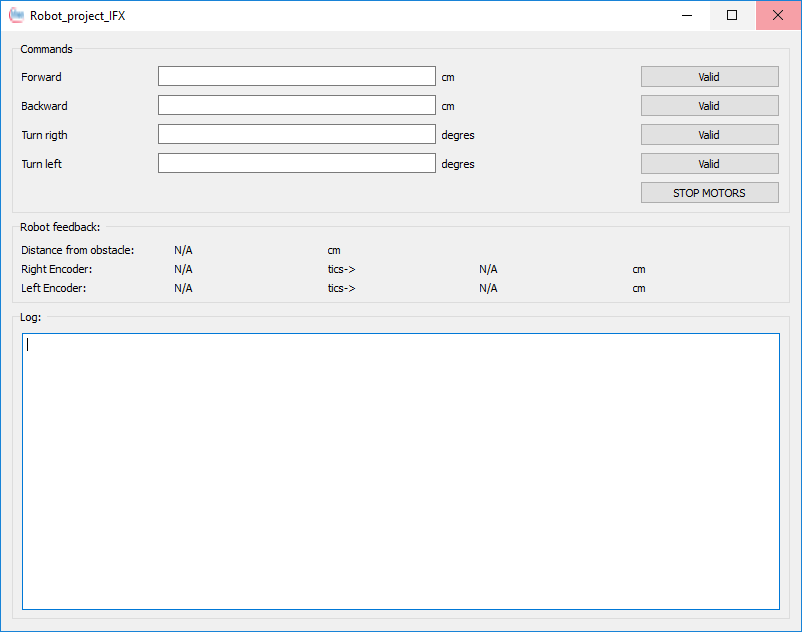 Robot_project_IFX
Commands
Forward cm Valid
Backward cm Valid
Turn rigth degres Valid
Turn left degres Valid
STOP MOTORS
Robot feedback:
Distance from obstacle: N/A cm
Right Encoder: N/A tics-> N/A cm
Left Encoder: N/A tics-> N/A cm
Log: